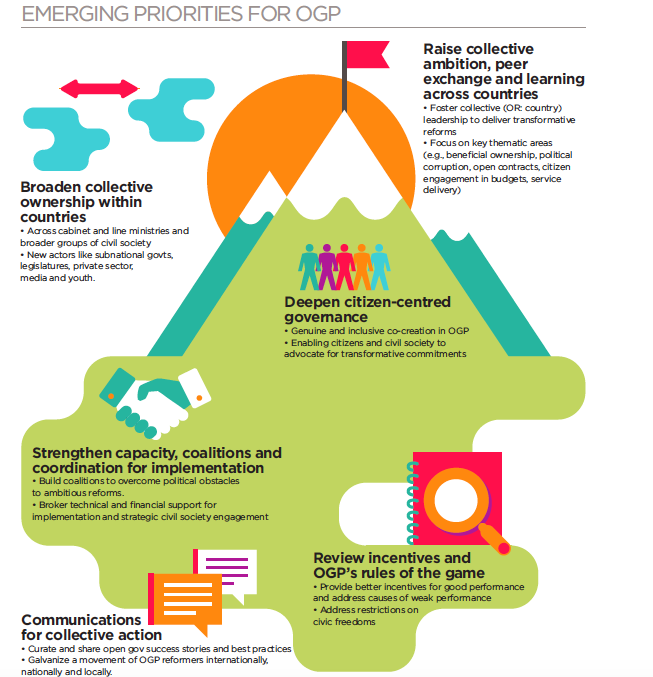 EMERGING PRIORITIES FOR OGP
Raise collective
ambition, peer
exchange and learning
across countries
• Foster collective (OR: country)
leadership to deliver transformative
reforms
• Focus on key thematic areas
(e.g., beneficial ownership, political
corruption, open contracts, citizen
engagement in budgets, service
delivery)
Broaden collective
ownership within
countries
• Across cabinet and line ministries and
broader groups of civil society
• New actors like subnational govts,
legislatures, private sector,
media and youth.
Deepen citizen-centred
governance
• Genuine and inclusive co-creation in OGP
• Enabling citizens and civil society to
advocate for transformative commitments
Strengthen capacity, coalitions and
coordination for implementation
• Build coalitions to overcome political obstacles
to ambitious reforms.
• Broker technical and financial support for
implementation and strategic civil society engagement
Review incentives and
OGP's rules of the game
• Provide better incentives for good performance
and address causes of weak performance
• Address restrictions on
civic freedoms
Communications
for collective action
• Curate and share open gov success stories and best practices
• Galvanize a movement of OGP reformers internationally,
nationally and locally.